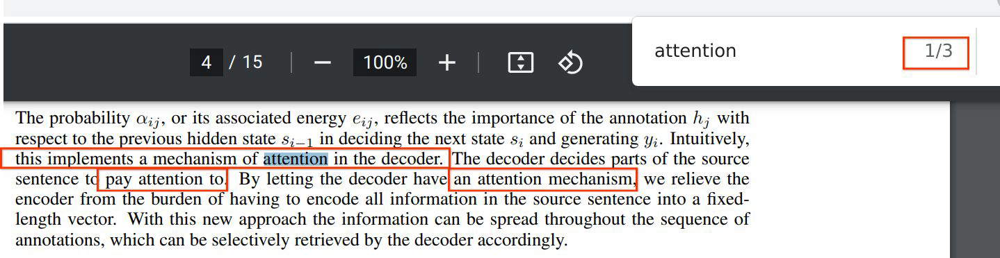 4 / 15 100% attention 1/3
The probability αij, or its associated energy eij, reflects the importance of the annotation hj with
respect to the previous hidden state si−1 in deciding the next state si and generating yi. Intuitively,
this implements a mechanism of attention in the decoder. The decoder decides parts of the source
sentence to pay attention to. By letting the decoder have an attention mechanism, we relieve the
encoder from the burden of having to encode all information in the source sentence into a fixed-
length vector. With this new approach the information can be spread throughout the sequence of
annotations, which can be selectively retrieved by the decoder accordingly.